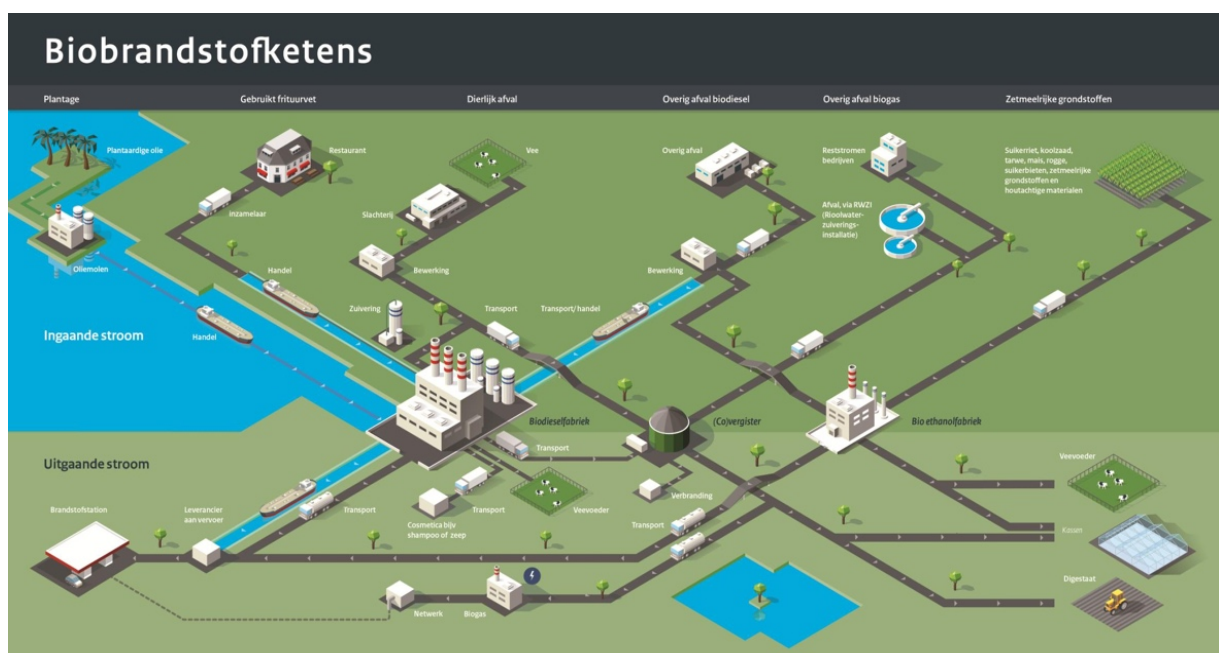 Biobrandstofketens
Plantage
Gebruikt frituurvet
Dierlijk afval
Overig afval biodiesel
Overig afval biogas
Zetmeelrijke grondstoffen
Plantaardige olie
Restaurant
Vee
Overig afval
Reststromen
bedrijven
Suikerriet, koolzaad,
tarwe, mais, rogge,
suikerbieten, zetmeelrijke
grondstoffen en
houtachtige materialen
inzamelaar
Slachterij
Afval, via RWZI
(Rioolwater-
zuiverings-
installatie)
Oliemolen
Handel
Bewerking
Bewerking
Zuivering
Transport
Transport/handel
Ingaande stroom
Handel
Biodieselfabriek
(Co)vergister
Bio ethanolfabriek
Uitgaande stroom
Transport
Veevoeder
Brandstofstation
Leverancier
aan vervoer
Transport
Cosmetica bijv
shampoo of zeep
Transport
Veevoeder
Verbranding
Transport
Kassen
Digestaat
Netwerk
Biogas